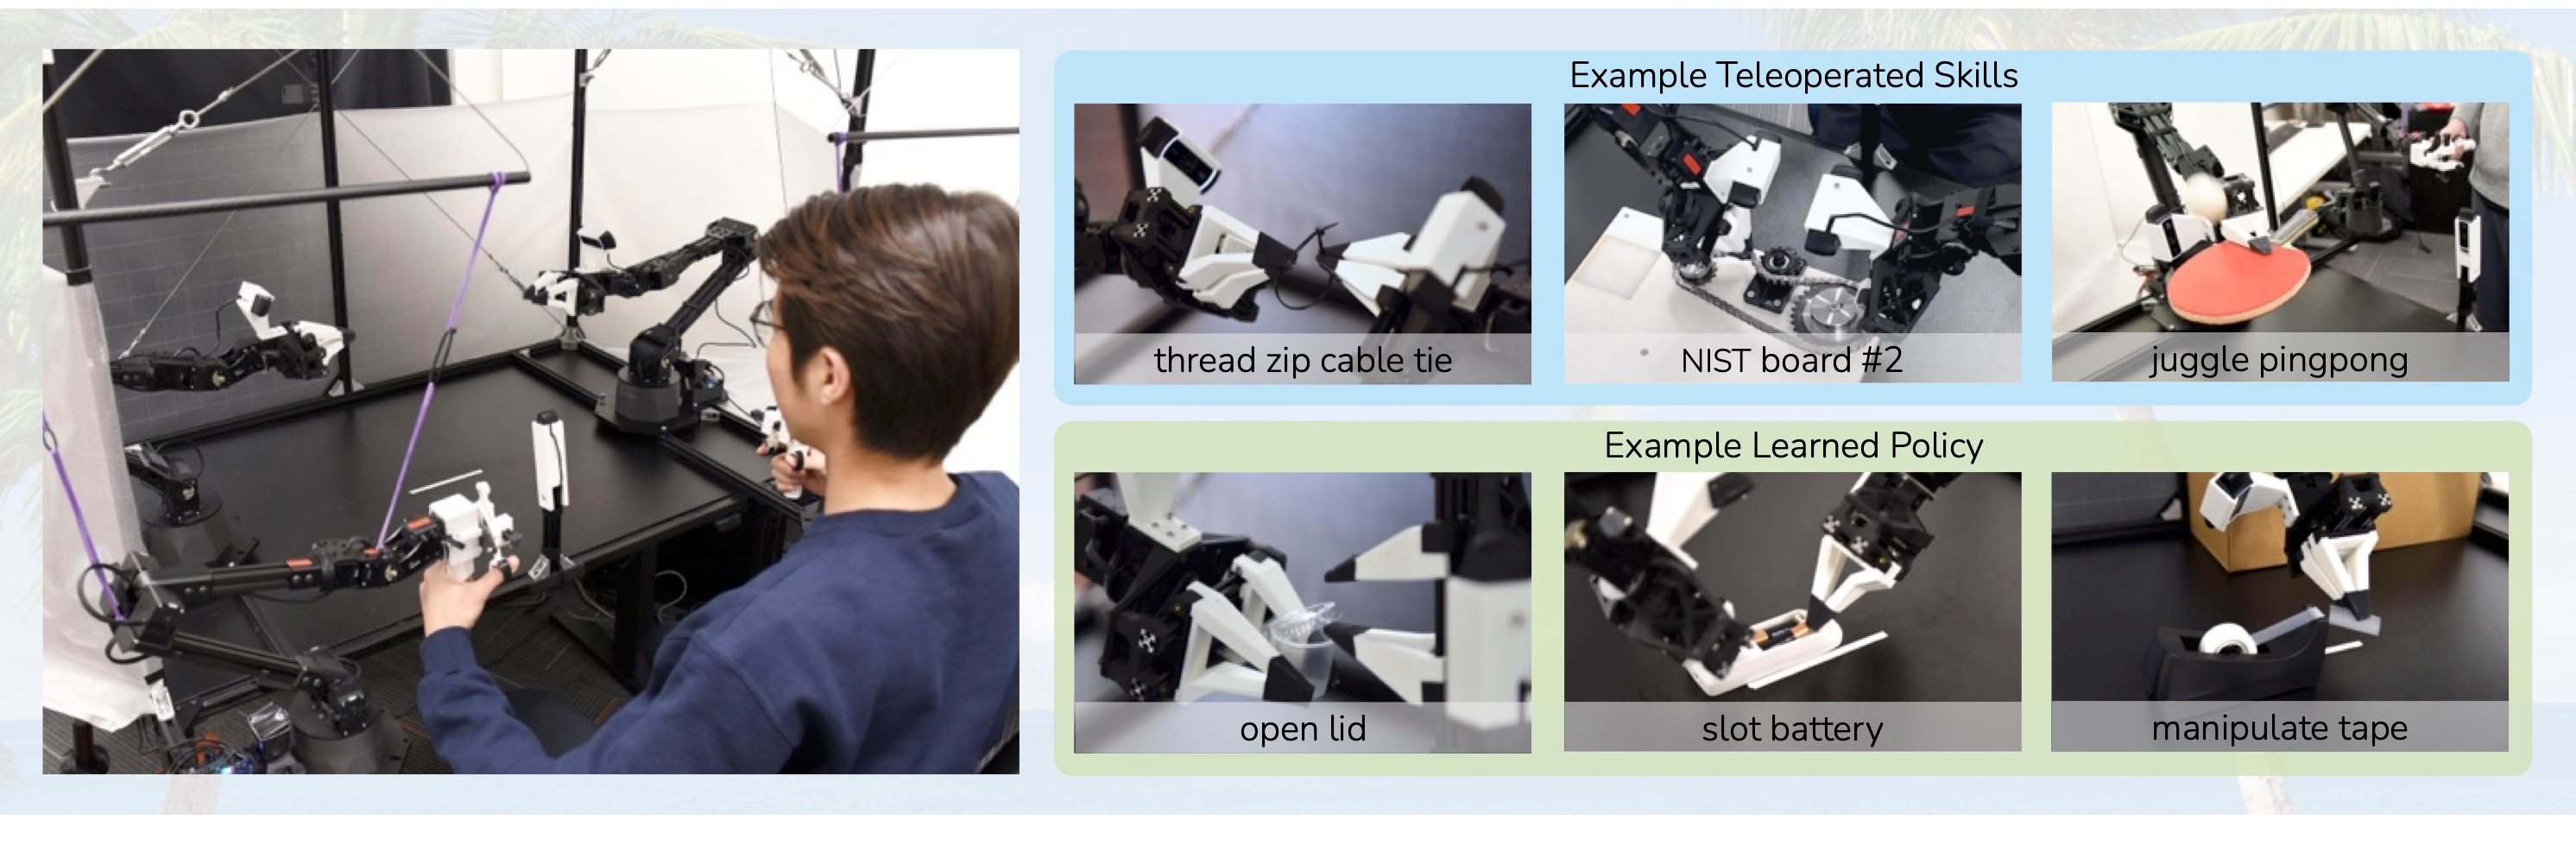 Example Teleoperated Skills
thread zip cable tie
NIST board #2
juggle pingpong
Example Learned Policy
open lid
slot battery
manipulate tape